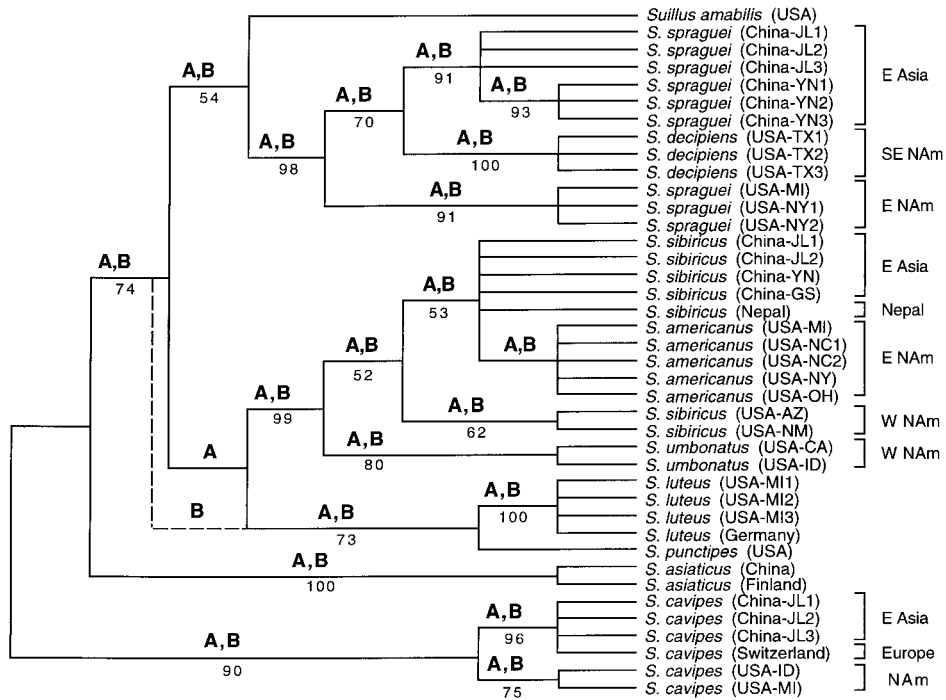 Suillus amabilis (USA)
S. spraguei (China-JL1)
A,B
S. spraguei (China-JL2)
A,B
91
S. spraguei (China-JL3)
E Asia
54
A,B
A,B
S. spraguei (China-YN1)
70
93
S. spraguei (China-YN2)
S. spraguei (China-YN3)
A,B
A,B
S. decipiens (USA-TX1)
98
100
S. decipiens (USA-TX2)
SE NAm
S. decipiens (USA-TX3)
A,B
S. spraguei (USA-MI)
91
S. spraguei (USA-NY1)
E NAm
S. spraguei (USA-NY2)
S. sibiricus (China-JL1)
A,B
S. sibiricus (China-JL2)
E Asia
74
A,B
S. sibiricus (China-YN)
S. sibiricus (China-GS)
53
S. sibiricus (Nepal)
Nepal
S. americanus (USA-MI)
A,B
A,B
S. americanus (USA-NC1)
52
S. americanus (USA-NC2)
E NAm
S. americanus (USA-NY)
A,B
S. americanus (USA-OH)
99
A,B
S. sibiricus (USA-AZ)
W NAm
62
S. sibiricus (USA-NM)
A
A,B
S. umbonatus (USA-CA)
W NAm
80
S. umbonatus (USA-ID)
S. luteus (USA-MI1)
B
A,B
S. luteus (USA-MI2)
A,B
100
S. luteus (USA-MI3)
73
S. luteus (Germany)
S. punctipes (USA)
A,B
S. asiaticus (China)
100
S. asiaticus (Finland)
S. cavipes (China-JL1)
A,B
S. cavipes (China-JL2)
E Asia
96
S. cavipes (China-JL3)
A,B
S. cavipes (Switzerland)
Europe
90
A,B
S. cavipes (USA-ID)
NAm
75
S. cavipes (USA-MI)